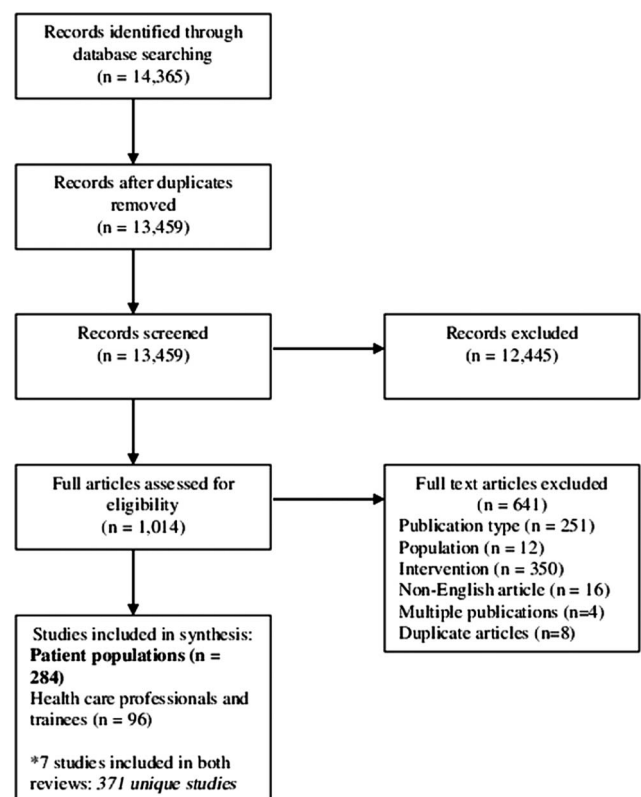 Records identified through
database searching
(n = 14,365)
Records after duplicates
removed
(n = 13,459)
Records screened
(n = 13,459)
Records excluded
(n = 12,445)
Full articles assessed for
eligibility
(n = 1,014)
Full text articles excluded
(n = 641)
Publication type (n = 251)
Population (n = 12)
Intervention (n = 350)
Non-English article (n = 16)
Multiple publications (n=4)
Duplicate articles (n=8)
Studies included in synthesis:
Patient populations (n =
284)
Health care professionals and
trainees (n = 96)
*7 studies included in both
reviews: 371 unique studies